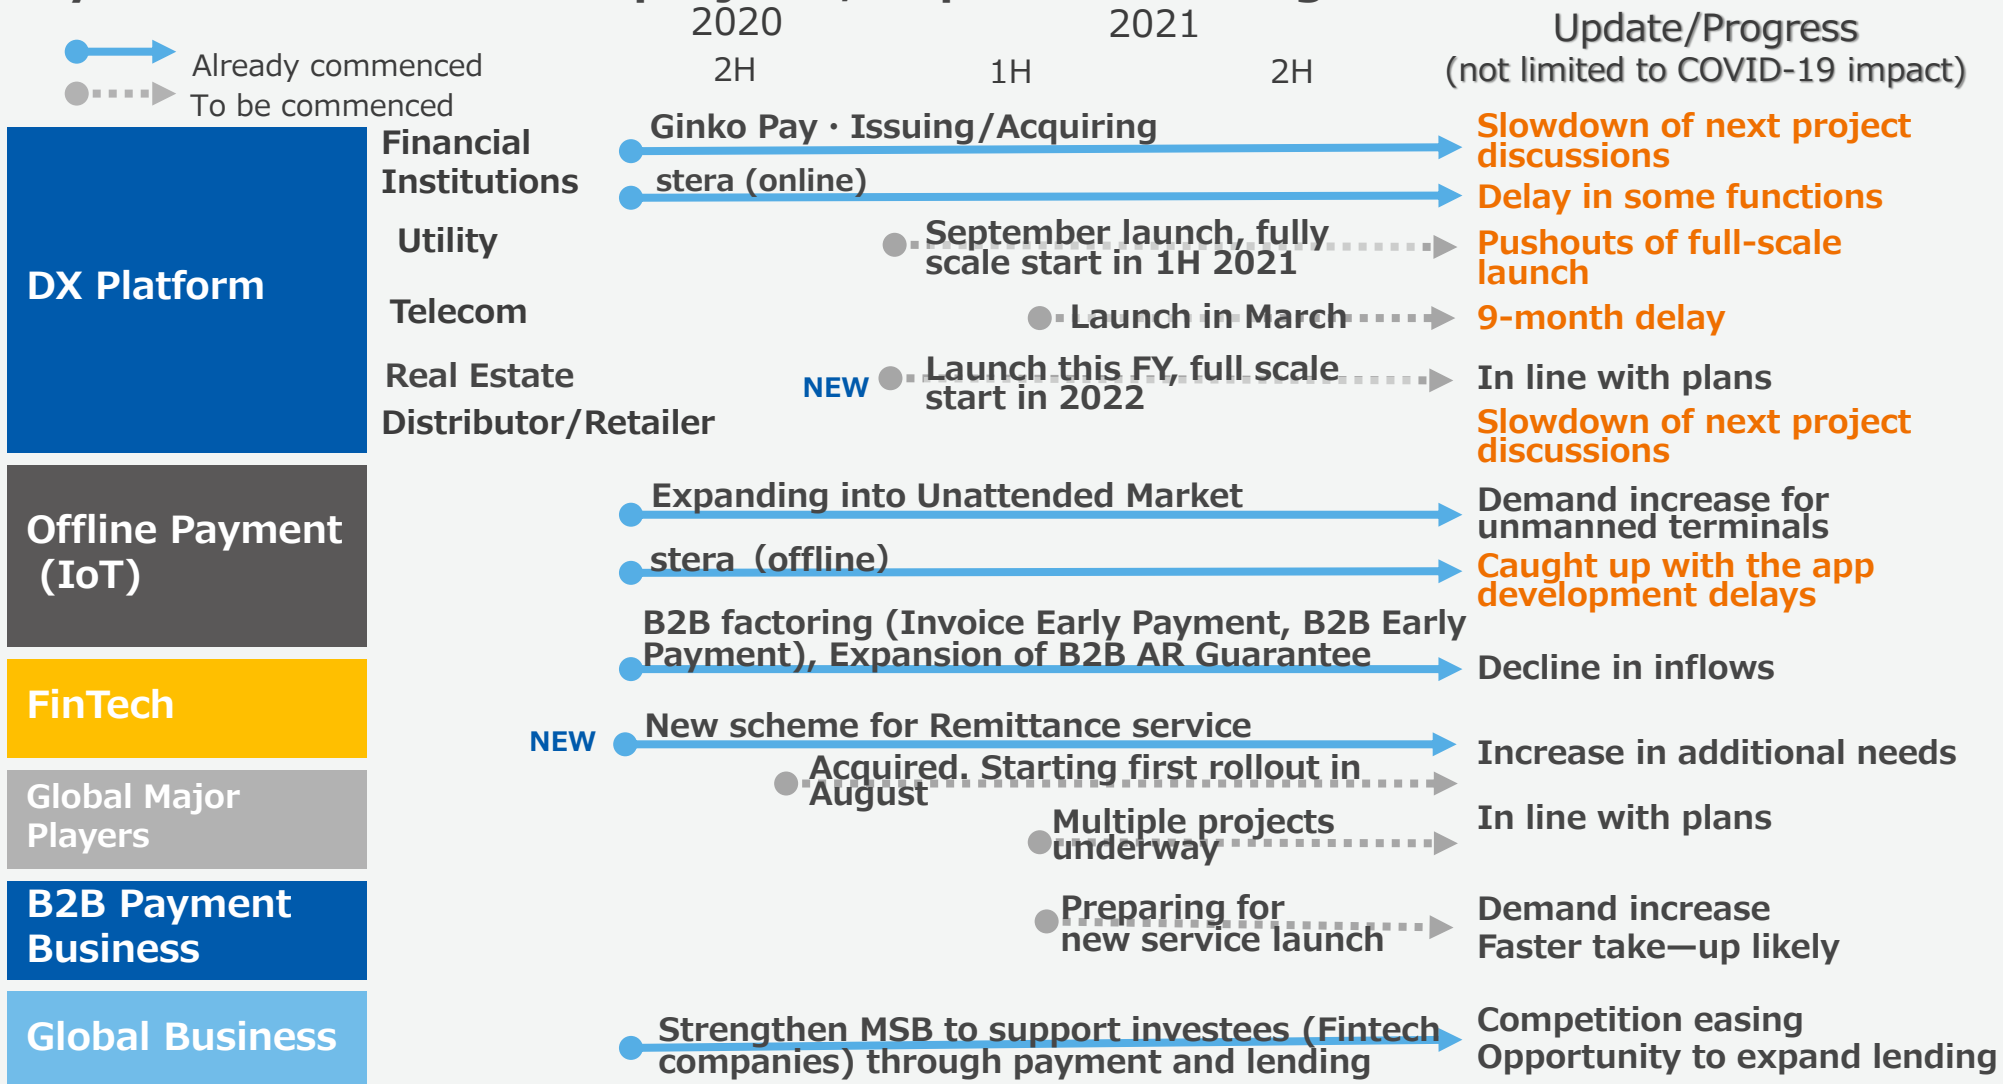 2020
2021
Update/Progress
(not limited to COVID-19 impact)
2H
1H
2H
Already commenced
To be commenced
DX Platform
Financial
Institutions
Ginko Pay・Issuing/Acquiring
Slowdown of next project
discussions
stera (online)
Delay in some functions
Utility
September launch, fully
scale start in 1H 2021
Pushouts of full-scale
launch
Telecom
Launch in March
9-month delay
Real Estate
NEW
Launch this FY, full scale
start in 2022
In line with plans
Distributor/Retailer
Slowdown of next project
discussions
Offline Payment
(IoT)
Expanding into Unattended Market
Demand increase for
unmanned terminals
stera（offline）
Caught up with the app
development delays
FinTech
B2B factoring (Invoice Early Payment, B2B Early
Payment), Expansion of B2B AR Guarantee
Decline in inflows
NEW
New scheme for Remittance service
Increase in additional needs
Global Major
Players
Acquired. Starting first rollout in
August
Multiple projects
underway
In line with plans
B2B Payment
Business
Preparing for
new service launch
Demand increase
Faster take—up likely
Global Business
Strengthen MSB to support investees (Fintech
companies) through payment and lending
Competition easing
Opportunity to expand lending